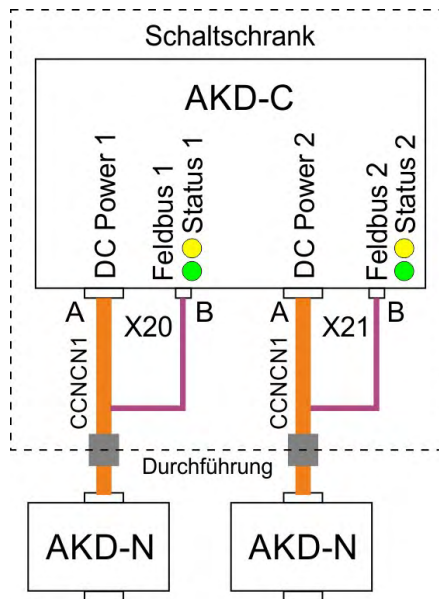 Schaltschrank
AKD-C
DC Power 1
Feldbus 1
Status 1
DC Power 2
Feldbus 2
Status 2
A
X20
B
A
X21
B
CCNCN1
CCNCN1
Durchführung
AKD-N
AKD-N